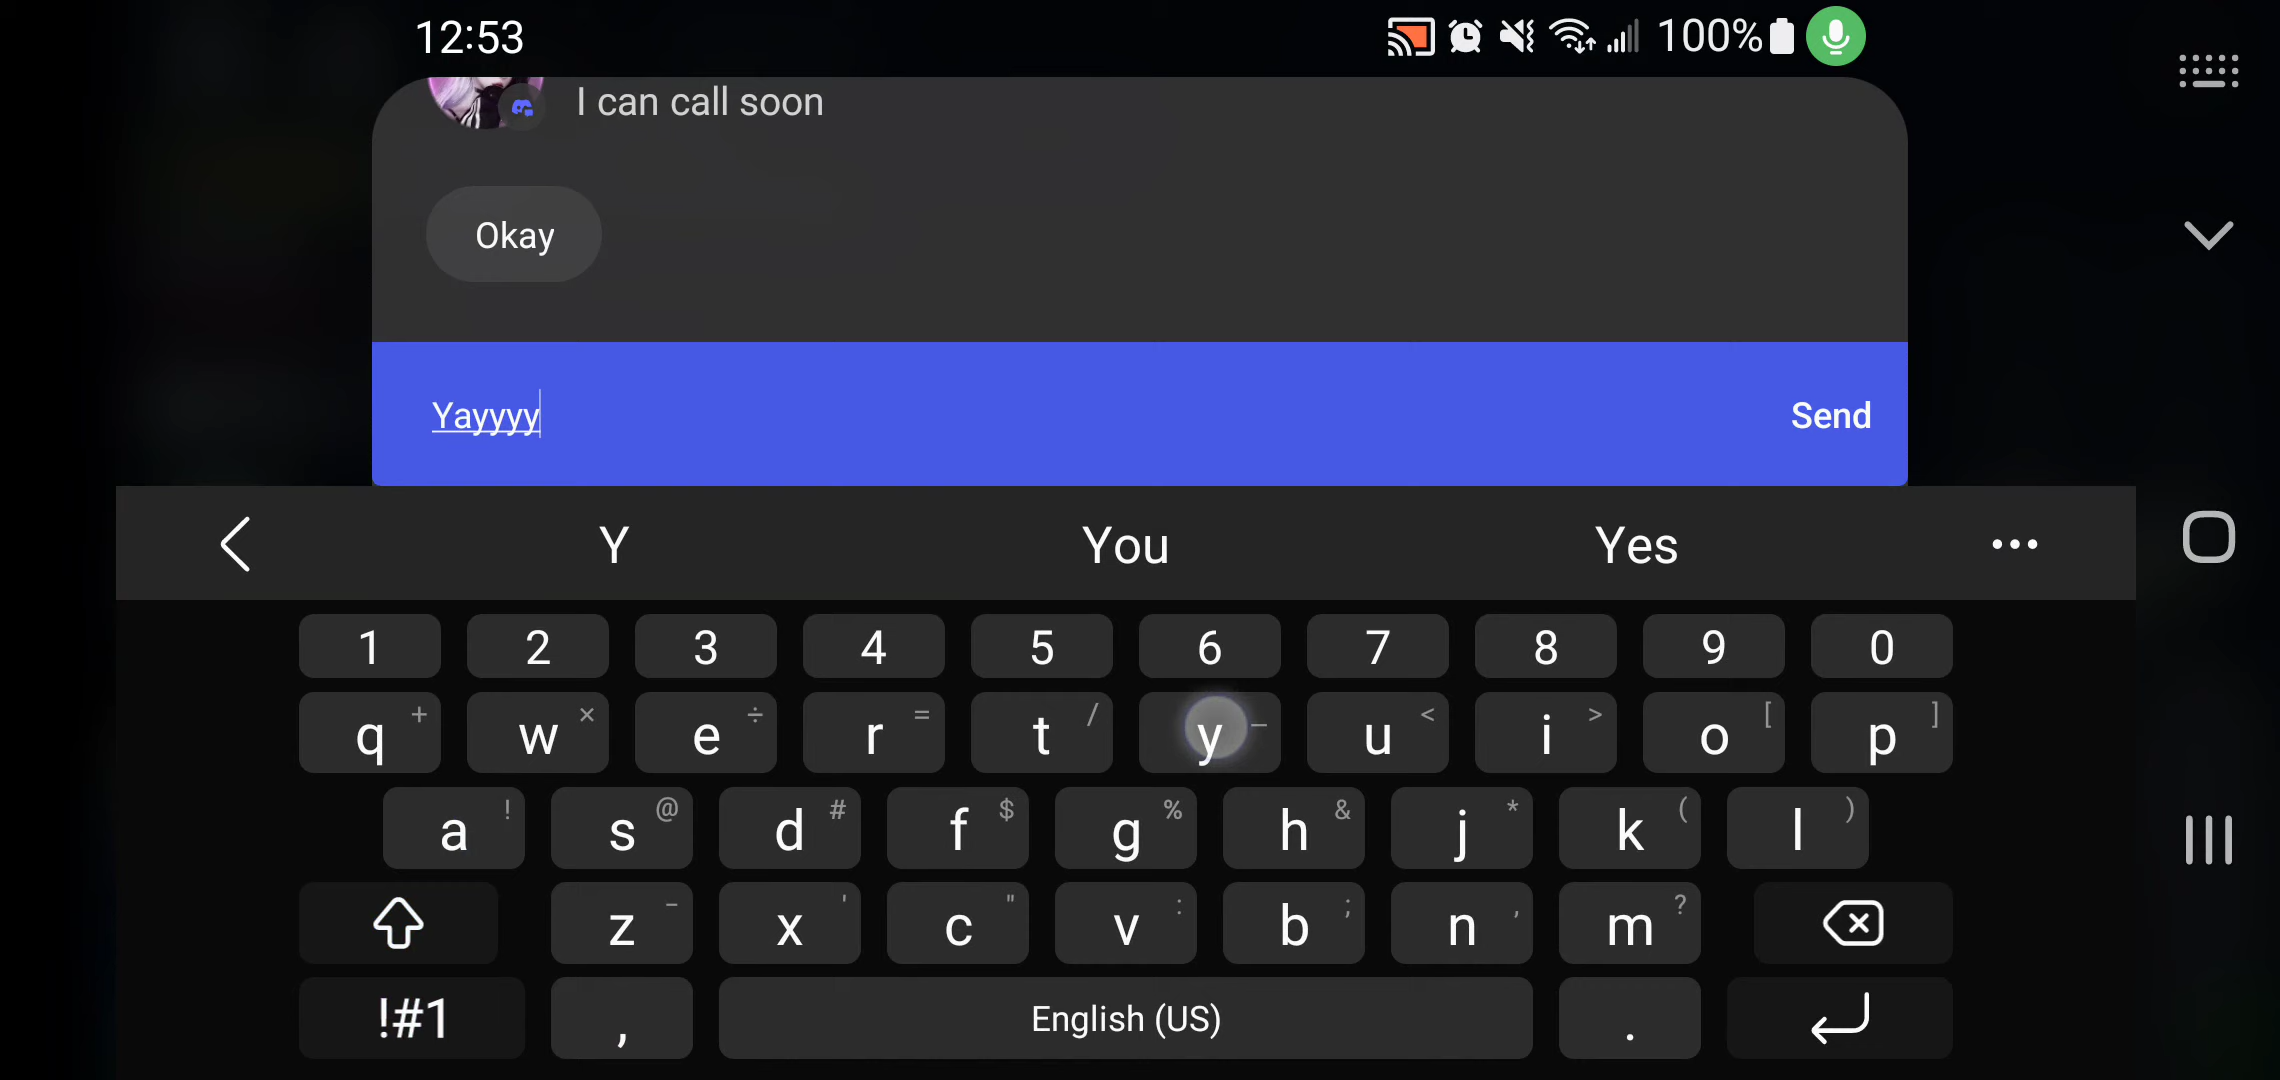 12:53 100%
I can call soon
Okay
Yayyyy Send
Y You Yes
1 2 3 4 5 6 7 8 9 0
q + w × e ÷ r = t / y _ u < i > o [ p ]
a ! s @ d # f $ g % h & j * k ( l )
z - x ' c " v : b ; n , m ?
!#1 , English (US) .